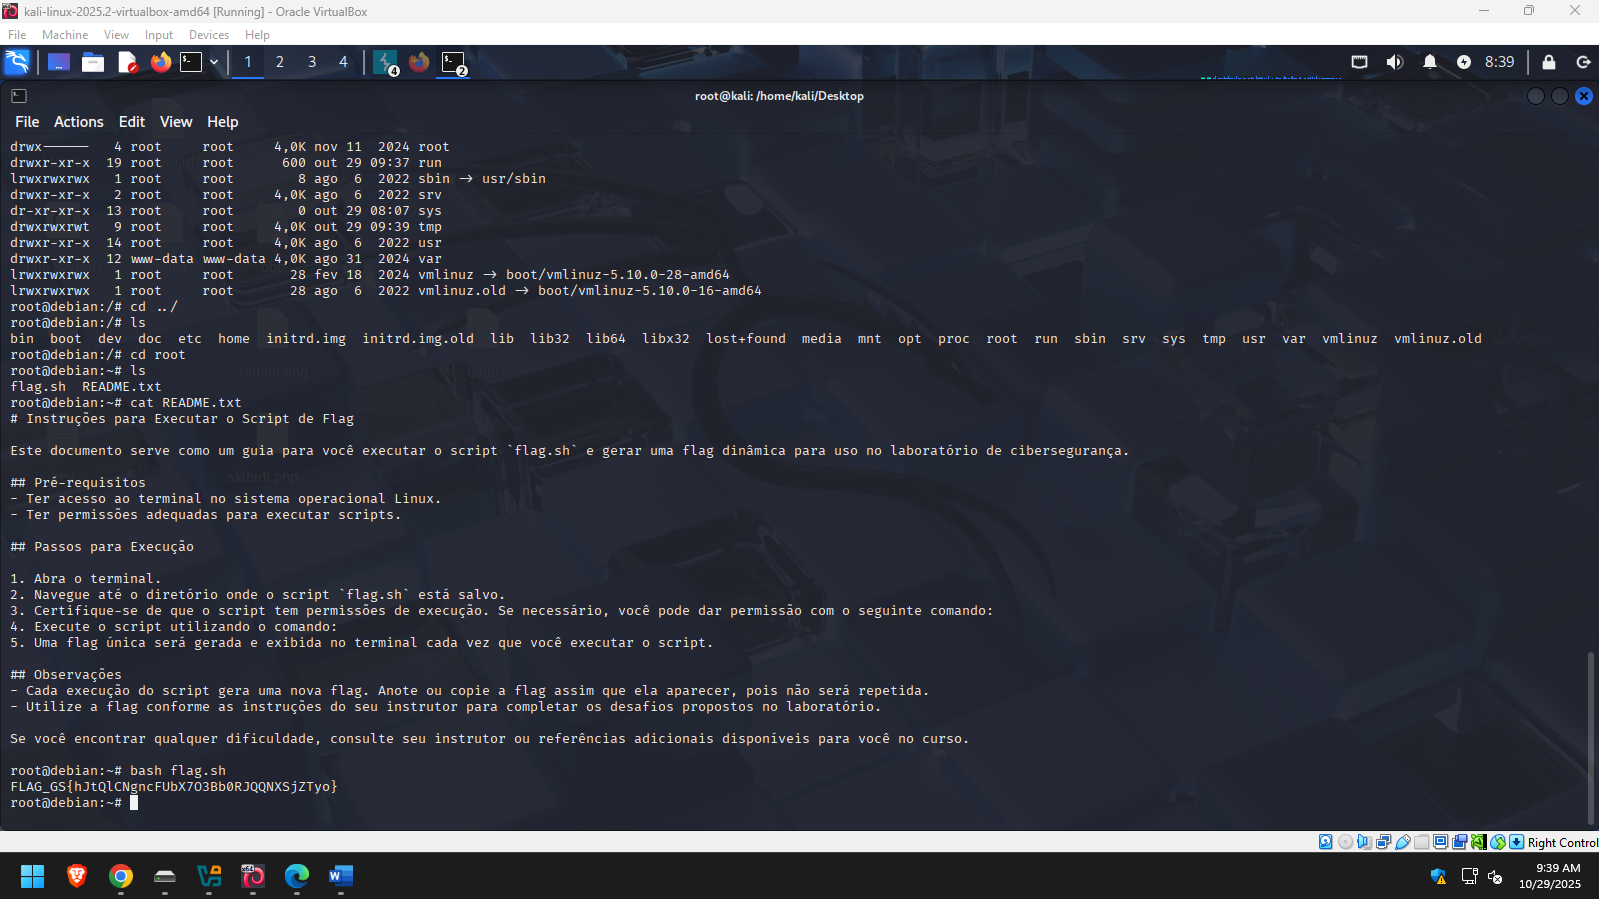 kali-linux-2025.2-virtualbox-amd64 [Running] - Oracle VirtualBox
File Machine View Input Devices Help
1 2 3 4 4 2 8:39
root@kali: /home/kali/Desktop
File Actions Edit View Help
drwx------ 4 root root 4,0K nov 11 2024 root
drwxr-xr-x 19 root root 600 out 29 09:37 run
lrwxrwxrwx 1 root root 8 ago 6 2022 sbin -> usr/sbin
drwxr-xr-x 2 root root 4,0K ago 6 2022 srv
dr-xr-xr-x 13 root root 0 out 29 08:07 sys
drwxrwxrwt 9 root root 4,0K out 29 09:39 tmp
drwxr-xr-x 14 root root 4,0K ago 6 2022 usr
drwxr-xr-x 12 www-data www-data 4,0K ago 31 2024 var
lrwxrwxrwx 1 root root 28 fev 18 2024 vmlinuz -> boot/vmlinuz-5.10.0-28-amd64
lrwxrwxrwx 1 root root 28 ago 6 2022 vmlinuz.old -> boot/vmlinuz-5.10.0-16-amd64
root@debian:/# cd ../
root@debian:/# ls
bin boot dev doc etc home initrd.img initrd.img.old lib lib32 lib64 libx32 lost+found media mnt opt proc root run sbin srv sys tmp usr var vmlinuz vmlinuz.old
root@debian:/# cd root
root@debian:~# ls
flag.sh README.txt
root@debian:~# cat README.txt
# Instruções para Executar o Script de Flag
Este documento serve como um guia para você executar o script `flag.sh` e gerar uma flag dinâmica para uso no laboratório de cibersegurança.
## Pré-requisitos
- Ter acesso ao terminal no sistema operacional Linux.
- Ter permissões adequadas para executar scripts.
## Passos para Execução
1. Abra o terminal.
2. Navegue até o diretório onde o script `flag.sh` está salvo.
3. Certifique-se de que o script tem permissões de execução. Se necessário, você pode dar permissão com o seguinte comando:
4. Execute o script utilizando o comando:
5. Uma flag única será gerada e exibida no terminal cada vez que você executar o script.
## Observações
- Cada execução do script gera uma nova flag. Anote ou copie a flag assim que ela aparecer, pois não será repetida.
- Utilize a flag conforme as instruções do seu instrutor para completar os desafios propostos no laboratório.
Se você encontrar qualquer dificuldade, consulte seu instrutor ou referências adicionais disponíveis para você no curso.
root@debian:~# bash flag.sh
FLAG_GS{hJtQlCNgncFUbX7O3Bb0RJQQNXSjZTyo}
root@debian:~#
Right Control
9:39 AM
10/29/2025